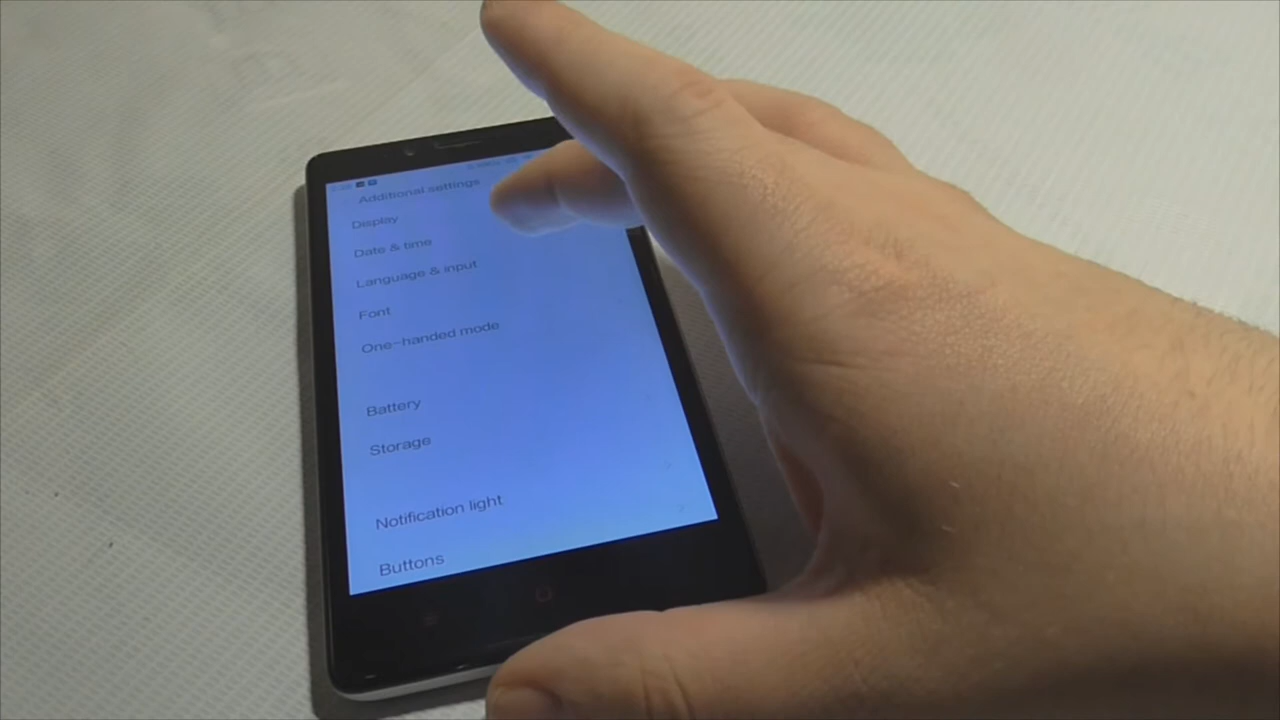 Additional settings
Display
Date & time
Language & input
Font
One-handed mode
Battery
Storage
Notification light
Buttons